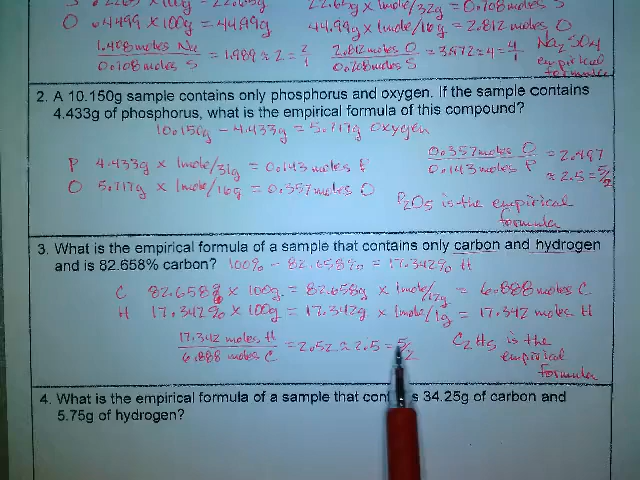 O 0.4499 × 100g = 44.99g 44.99g × 1mole/16g = 2.812 moles O
1.408 moles Na / 0.708 moles S = 1.989 ≈ 2 = 2/1 2.812 moles O / 0.708 moles S = 3.972 ≈ 4 = 4/1 Na2SO4
empirical
formula
2. A 10.150g sample contains only phosphorus and oxygen. If the sample contains
4.433g of phosphorus, what is the empirical formula of this compound?
10.150g - 4.433g = 5.717g oxygen
P 4.433g × 1mole/31g = 0.143 moles P 0.357 moles O / 0.143 moles P = 2.497
≈ 2.5 = 5/2
O 5.717g × 1mole/16g = 0.357 moles O
P2O5 is the empirical
formula
3. What is the empirical formula of a sample that contains only carbon and hydrogen
and is 82.658% carbon? 100% - 82.658% = 17.342% H
C 82.658% × 100g = 82.658g × 1mole/12g = 6.888 moles C
H 17.342% × 100g = 17.342g × 1mole/1g = 17.342 moles H
17.342 moles H / 6.888 moles C = 2.52 ≈ 2.5 = 5/2 C2H5 is the
empirical
formula
4. What is the empirical formula of a sample that s 34.25g of carbon and
5.75g of hydrogen?